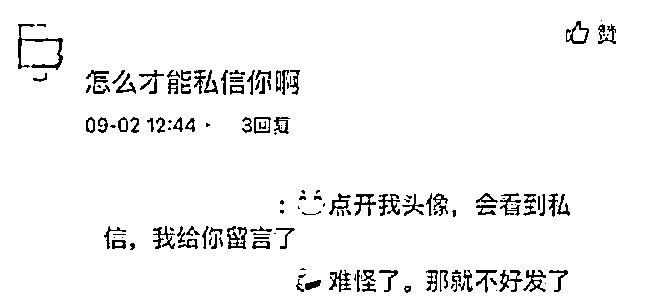 赞
怎么才能私信你啊
09-02 12:44 · 3回复
：点开我头像，会看到私
信，我给你留言了
难怪了。那就不好发了